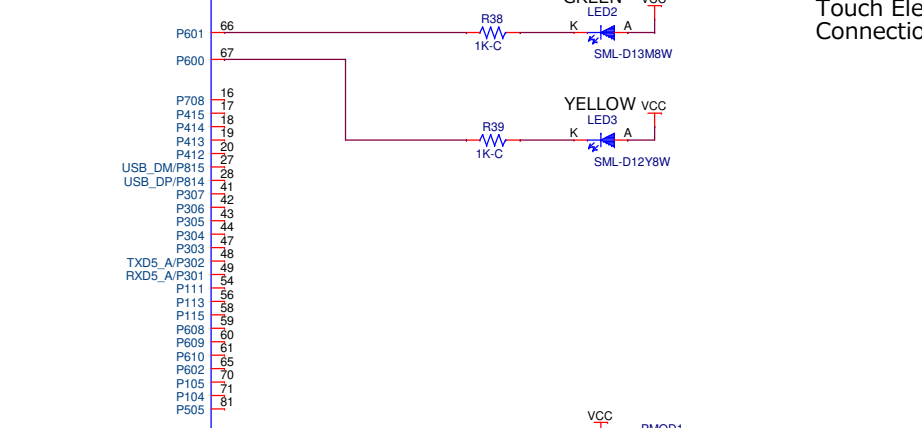 GREEN
VCC
Touch Ele
LED2
R38
K
A
Connectio
P601
66
1K-C
SML-D13M8W
P600
67
YELLOW
VCC
LED3
R39
K
A
1K-C
SML-D12Y8W
P708
16
P415
17
P414
18
P413
19
P412
20
USB_DM/P815
27
USB_DP/P814
28
P307
41
P306
42
P305
43
P304
44
P303
47
TXD5_A/P302
48
RXD5_A/P301
49
P111
54
P113
56
P115
58
P608
59
P609
60
P610
61
P602
65
P105
70
P104
71
P505
81
VCC
PMOD1